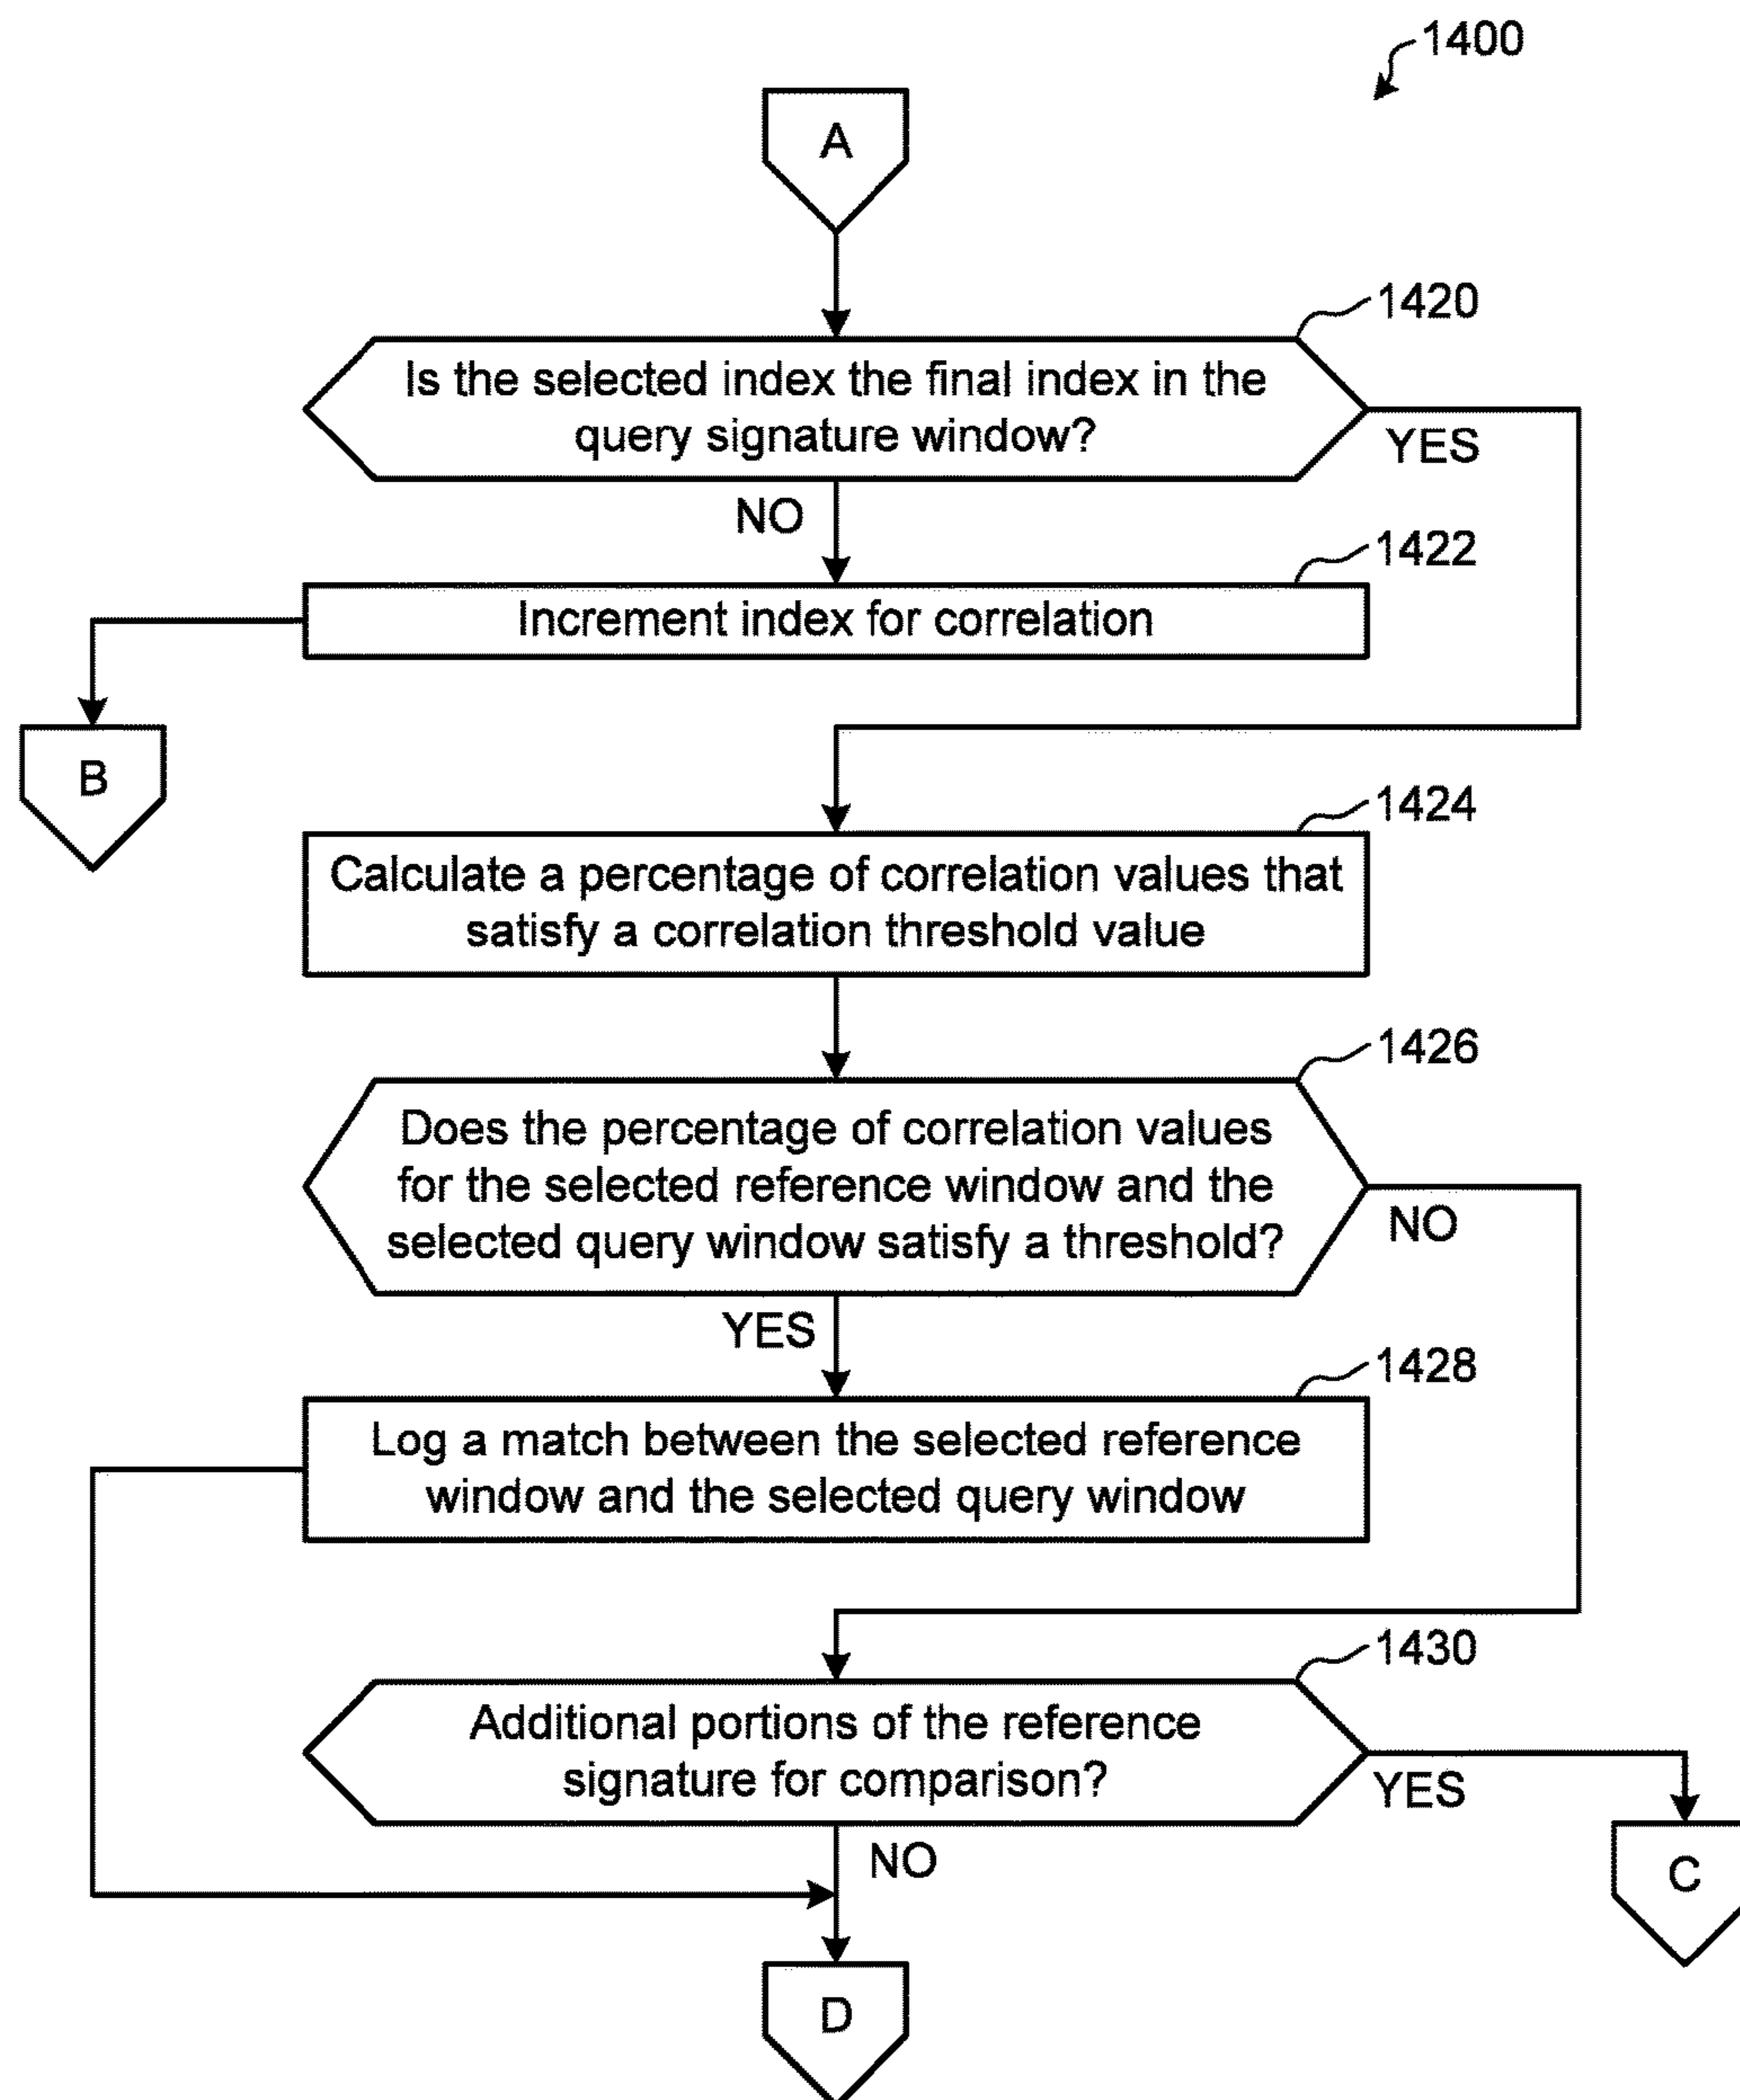 1400
A
1420
Is the selected index the final index in the
query signature window?
YES
NO
1422
Increment index for correlation
B
1424
Calculate a percentage of correlation values that
satisfy a correlation threshold value
1426
Does the percentage of correlation values
for the selected reference window and the
selected query window satisfy a threshold?
NO
YES
1428
Log a match between the selected reference
window and the selected query window
1430
Additional portions of the reference
signature for comparison?
YES
NO
C
D